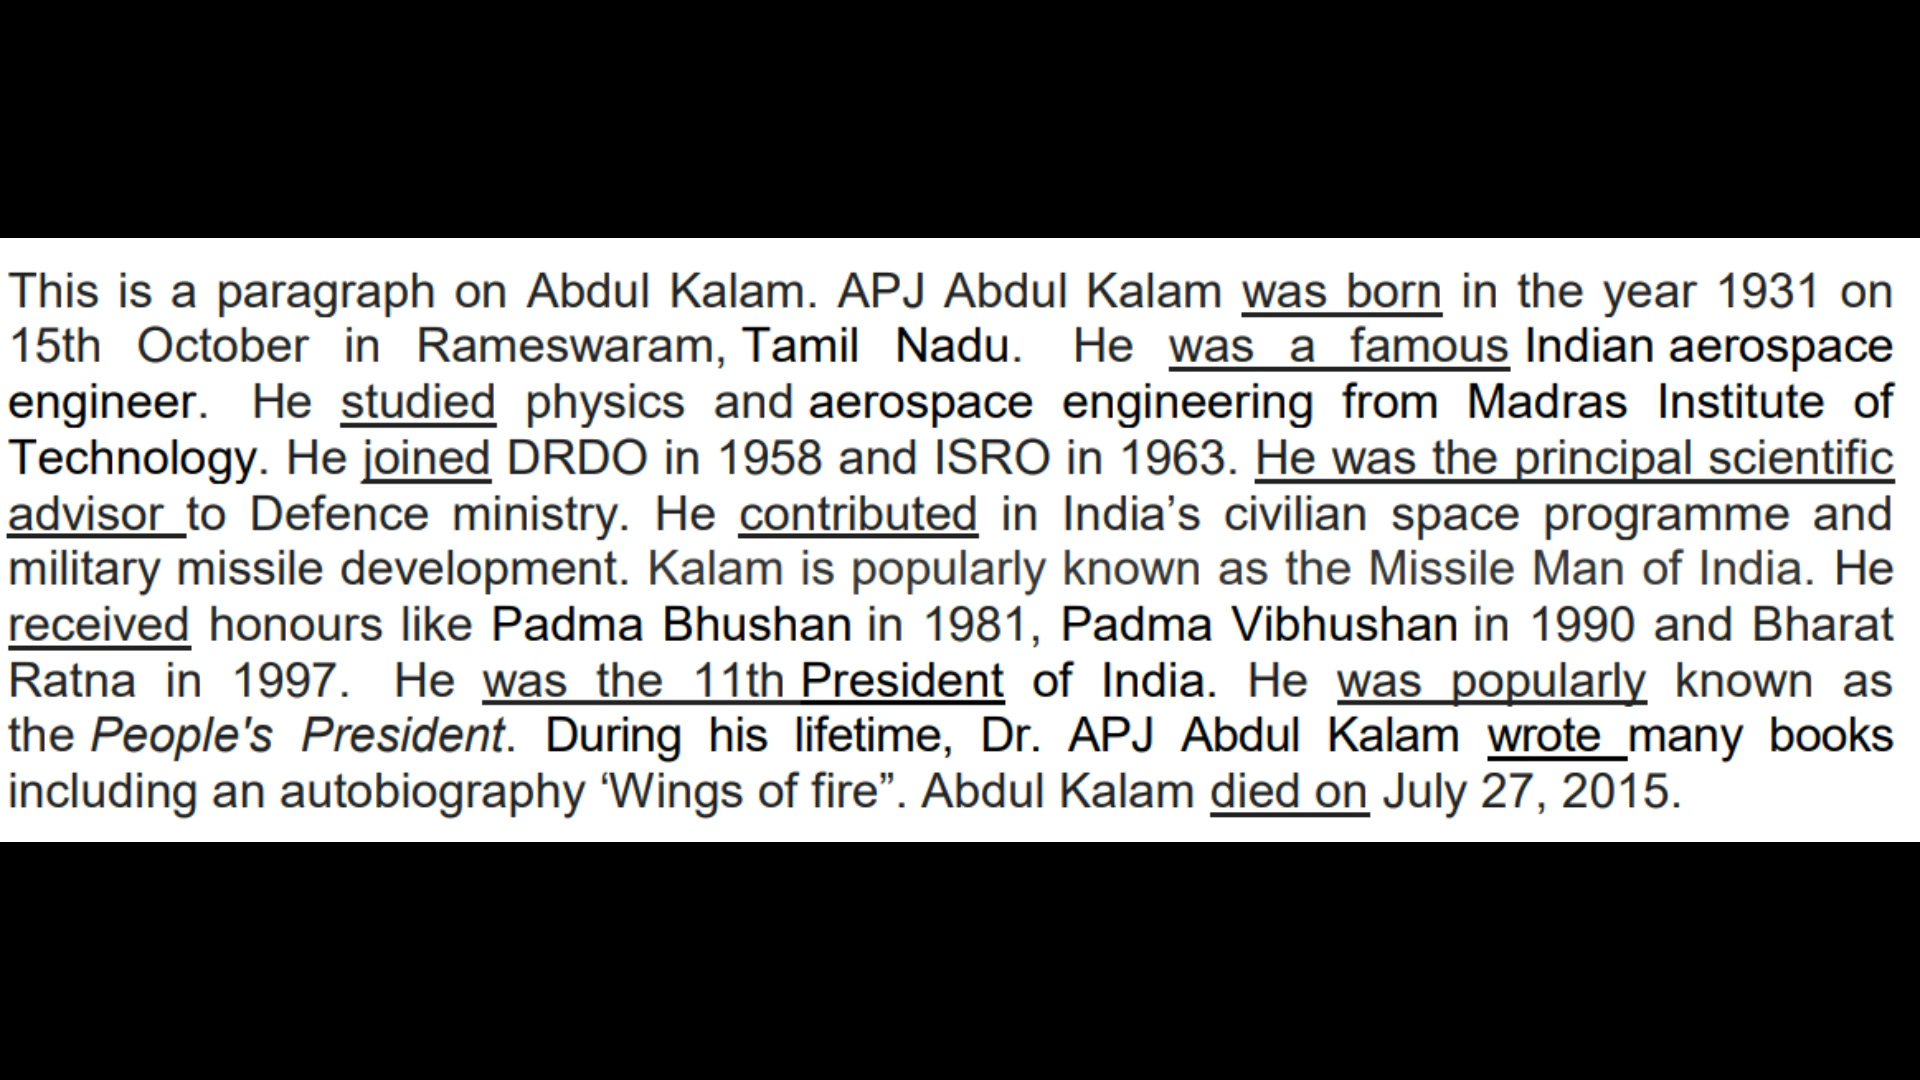 This is a paragraph on Abdul Kalam. APJ Abdul Kalam was born in the year 1931 on
15th October in Rameswaram, Tamil Nadu. He was a famous Indian aerospace
engineer. He studied physics and aerospace engineering from Madras Institute of
Technology. He joined DRDO in 1958 and ISRO in 1963. He was the principal scientific
advisor to Defence ministry. He contributed in India’s civilian space programme and
military missile development. Kalam is popularly known as the Missile Man of India. He
received honours like Padma Bhushan in 1981, Padma Vibhushan in 1990 and Bharat
Ratna in 1997. He was the 11th President of India. He was popularly known as
the People's President. During his lifetime, Dr. APJ Abdul Kalam wrote many books
including an autobiography ‘Wings of fire”. Abdul Kalam died on July 27, 2015.